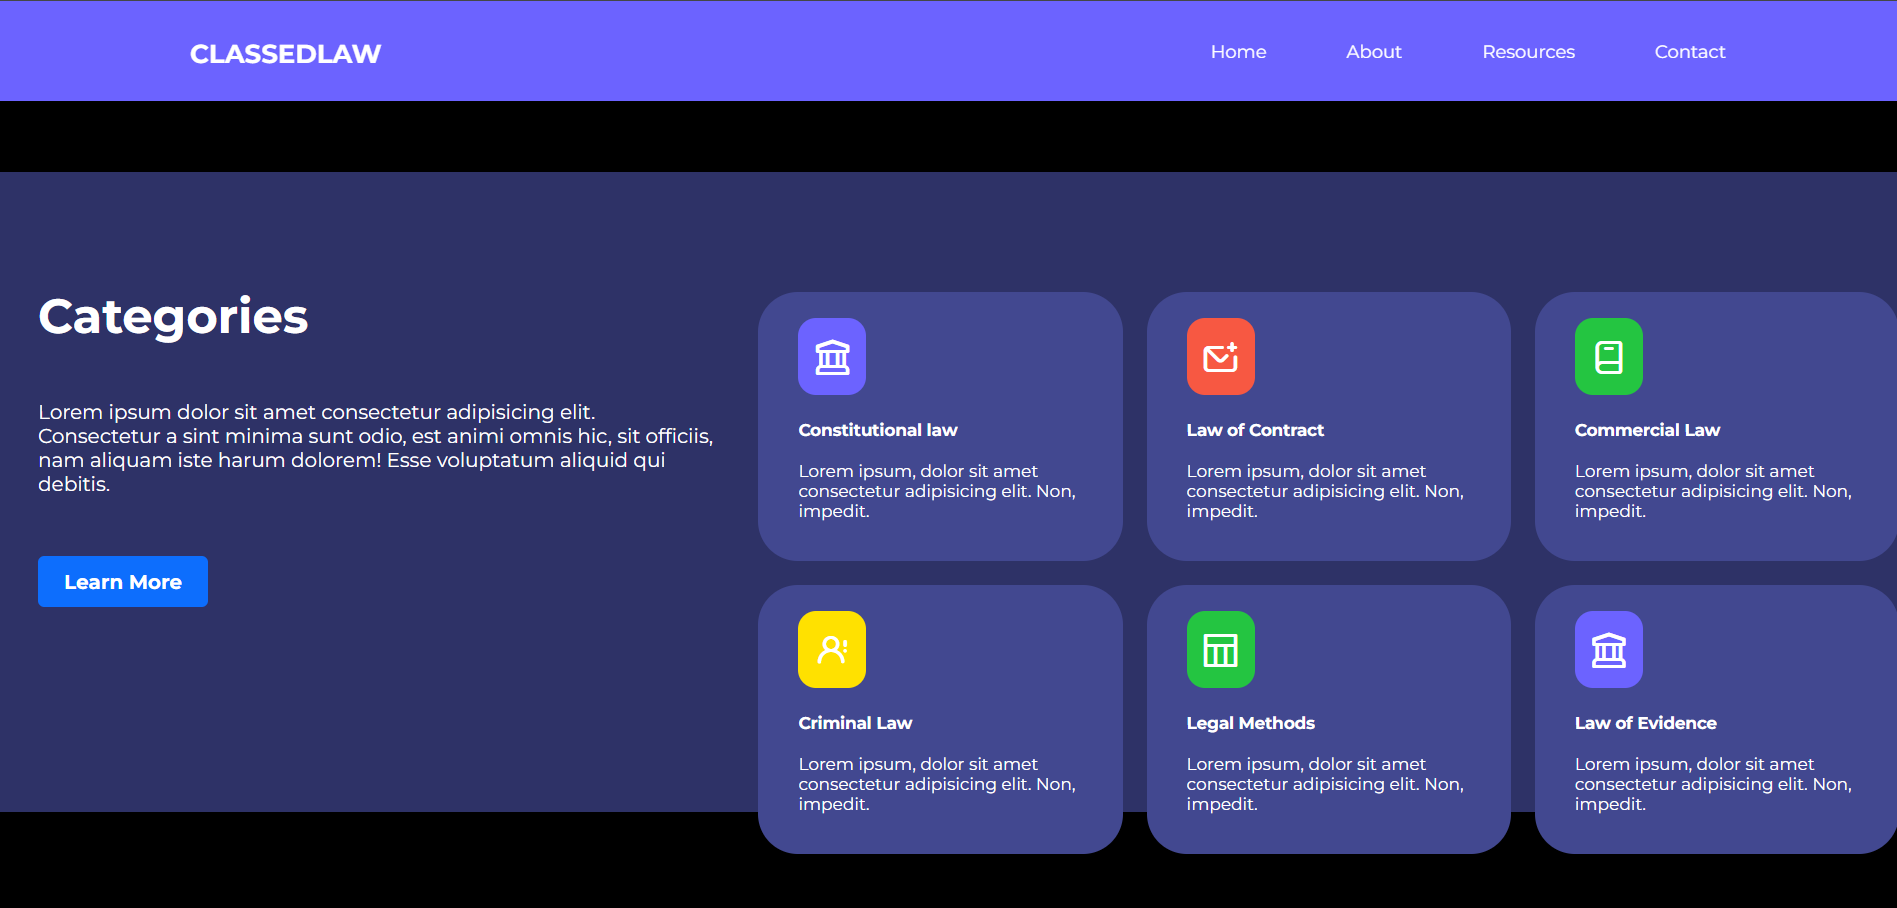 CLASSEDLAW
Home
About
Resources
Contact
Categories
Lorem ipsum dolor sit amet consectetur adipisicing elit.
Consectetur a sint minima sunt odio, est animi omnis hic, sit officiis,
nam aliquam iste harum dolorem! Esse voluptatum aliquid qui
debitis.
Learn More
Constitutional law
Lorem ipsum, dolor sit amet
consectetur adipisicing elit. Non,
impedit.
Law of Contract
Lorem ipsum, dolor sit amet
consectetur adipisicing elit. Non,
impedit.
Commercial Law
Lorem ipsum, dolor sit amet
consectetur adipisicing elit. Non,
impedit.
Criminal Law
Lorem ipsum, dolor sit amet
consectetur adipisicing elit. Non,
impedit.
Legal Methods
Lorem ipsum, dolor sit amet
consectetur adipisicing elit. Non,
impedit.
Law of Evidence
Lorem ipsum, dolor sit amet
consectetur adipisicing elit. Non,
impedit.